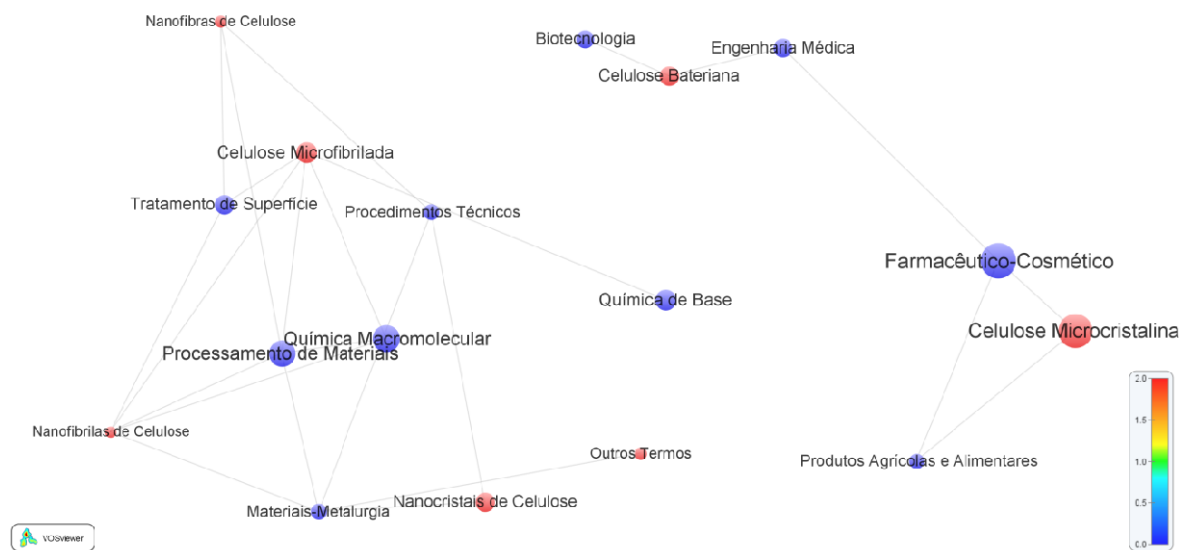 Nanofibras de Celulose
Biotecnologia
Engenharia Médica
Celulose Bateriana
Celulose Microfibrilada
Tratamento de Superfície
Procedimentos Técnicos
Farmacêutico-Cosmético
Química de Base
Química Macromolecular
Celulose Microcristalina
Processamento de Materiais
2.0
1.5
1.0
0.5
0.0
Nanofibrilas de Celulose
Outros Termos
Produtos Agrícolas e Alimentares
Nanocristais de Celulose
Materiais-Metalurgia
VOSviewer